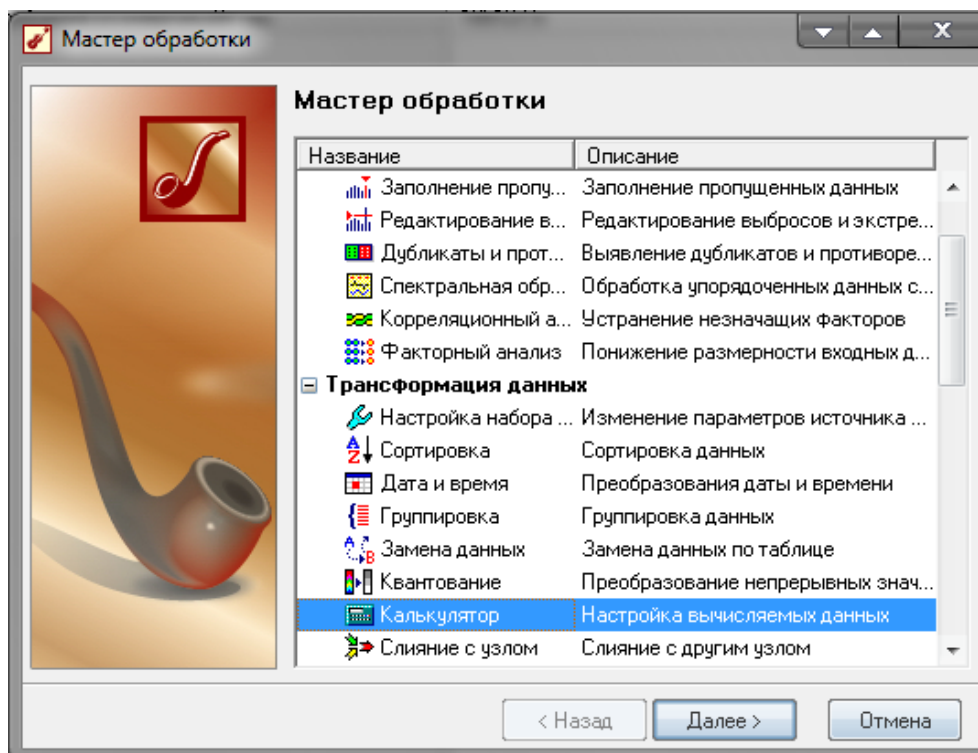 Мастер обработки
Мастер обработки
Название Описание
Заполнение пропу... Заполнение пропущенных данных
Редактирование в... Редактирование выбросов и экстре...
Дубликаты и прот... Выявление дубликатов и противоре...
Спектральная обр... Обработка упорядоченных данных с...
Корреляционный а... Устранение незначащих факторов
Факторный анализ Понижение размерности входных д...
Трансформация данных
Настройка набора ... Изменение параметров источника ...
Сортировка Сортировка данных
Дата и время Преобразования даты и времени
Группировка Группировка данных
Замена данных Замена данных по таблице
Квантование Преобразование непрерывных знач...
Калькулятор Настройка вычисляемых данных
Слияние с узлом Слияние с другим узлом
< Назад Далее > Отмена